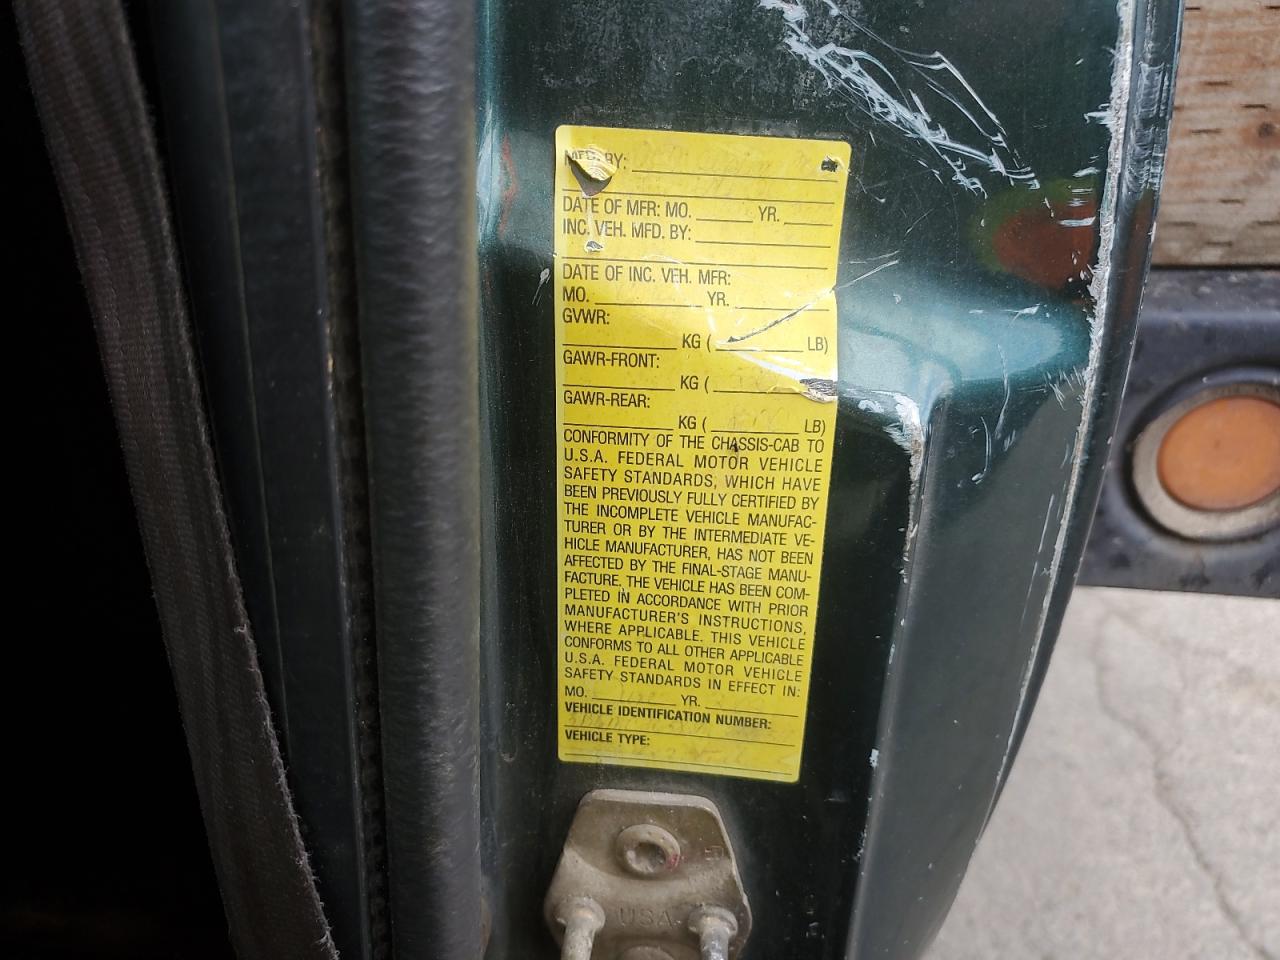 MFD. BY:
DATE OF MFR: MO. YR.
INC. VEH. MFD. BY:
DATE OF INC. VEH. MFR:
MO. YR.
GVWR:
KG ( LB)
GAWR-FRONT:
KG (
GAWR-REAR:
KG ( LB)
CONFORMITY OF THE CHASSIS-CAB TO
U.S.A. FEDERAL MOTOR VEHICLE
SAFETY STANDARDS, WHICH HAVE
BEEN PREVIOUSLY FULLY CERTIFIED BY
THE INCOMPLETE VEHICLE MANUFAC-
TURER OR BY THE INTERMEDIATE VE-
HICLE MANUFACTURER, HAS NOT BEEN
AFFECTED BY THE FINAL-STAGE MANU-
FACTURE. THE VEHICLE HAS BEEN COM-
PLETED IN ACCORDANCE WITH PRIOR
MANUFACTURER'S INSTRUCTIONS,
WHERE APPLICABLE. THIS VEHICLE
CONFORMS TO ALL OTHER APPLICABLE
U.S.A. FEDERAL MOTOR VEHICLE
SAFETY STANDARDS IN EFFECT IN:
MO. YR.
VEHICLE IDENTIFICATION NUMBER:
VEHICLE TYPE:
USA